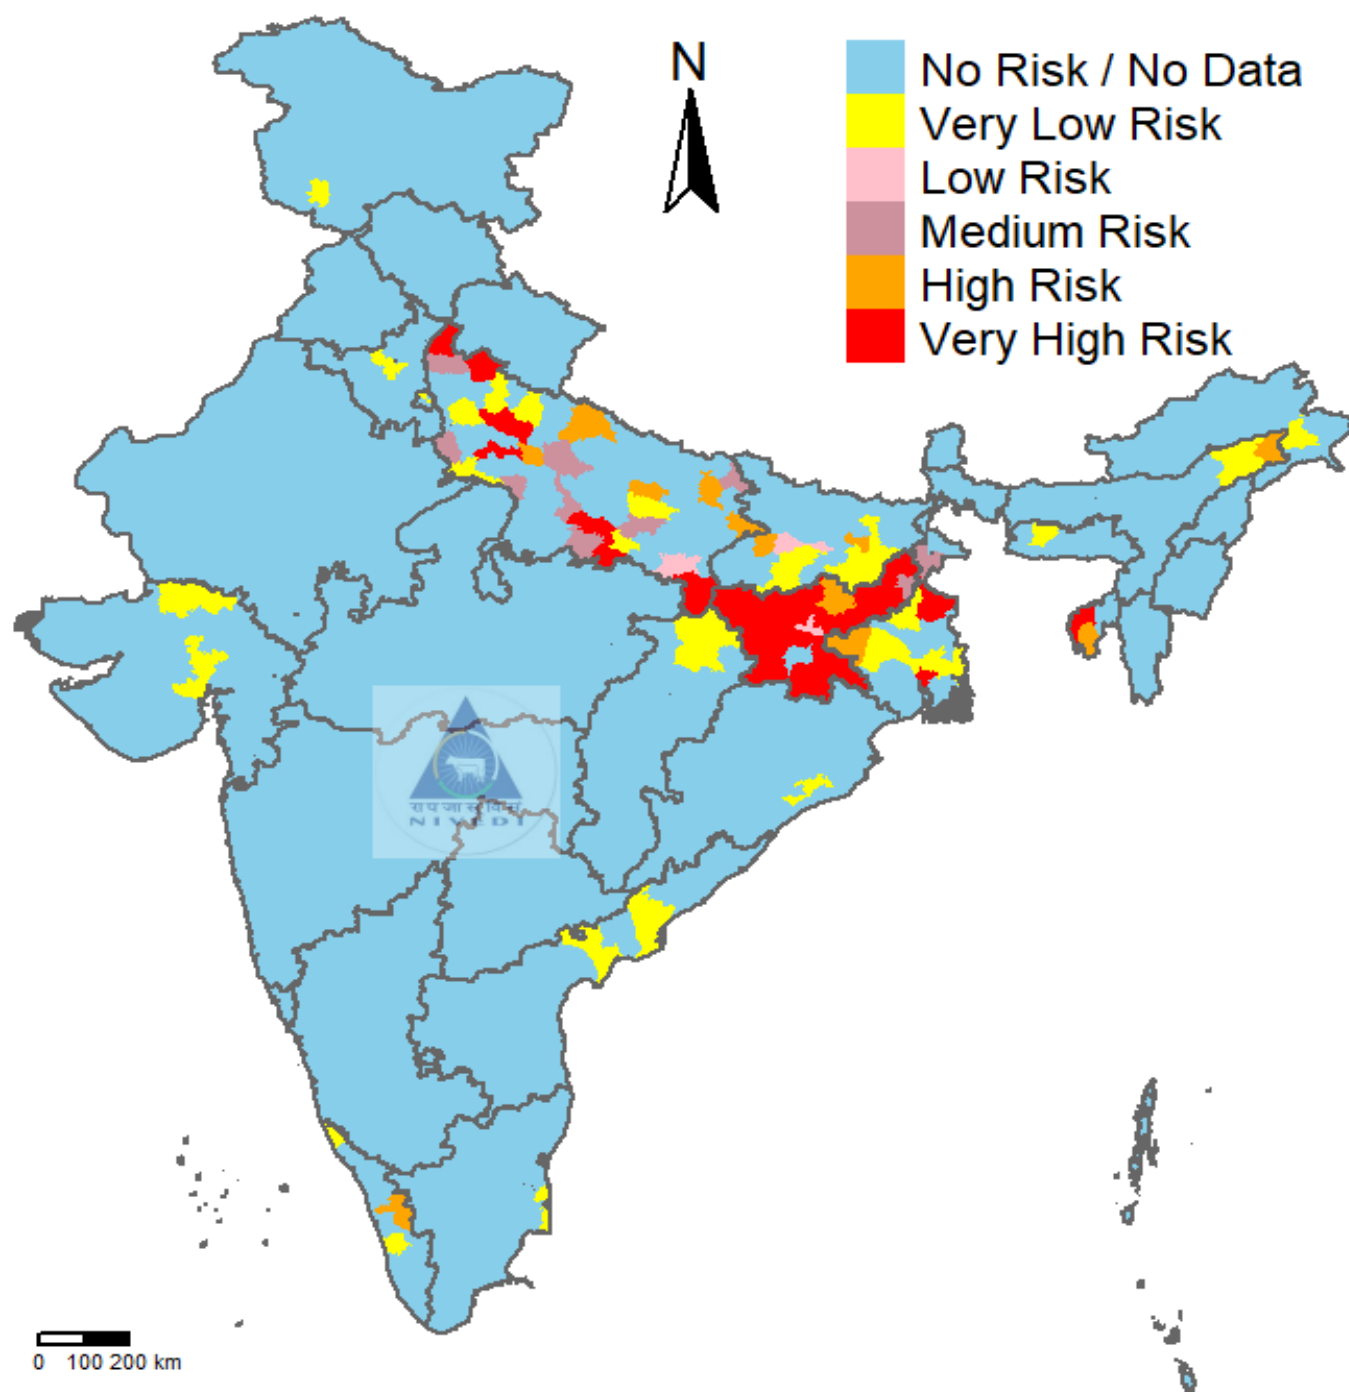 N
No Risk / No Data
Very Low Risk
Low Risk
Medium Risk
High Risk
Very High Risk
NIVEDI
0 100 200 km